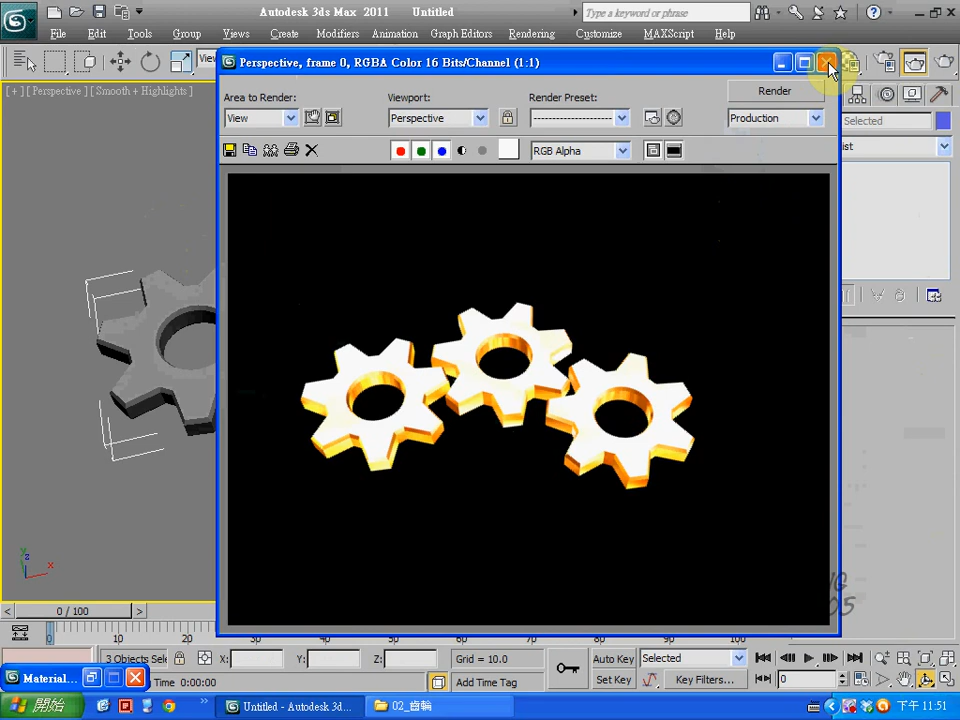 Autodesk 3ds Max 2011 Untitled
Type a keyword or phrase
File Edit Tools Group Views Create Modifiers Animation Graph Editors Rendering Customize MAXScript Help
View
Perspective, frame 0, RGBA Color 16 Bits/Channel (1:1)
[ + ] [ Perspective ] [ Smooth + Highlights ]
Area to Render:
Viewport:
Render Preset:
Render
View
Perspective
Production
Selected
RGB Alpha
ist
z
y
x
0 / 100
0 10 20 30 40 50 60 70 80 90 100
3 Objects Sele
X:
Y:
Z:
Grid = 10.0
Auto Key
Selected
Material...
Time 0:00:00
Add Time Tag
Set Key
Key Filters...
0
開始
Untitled - Autodesk 3d...
02_齒輪
下午 11:51